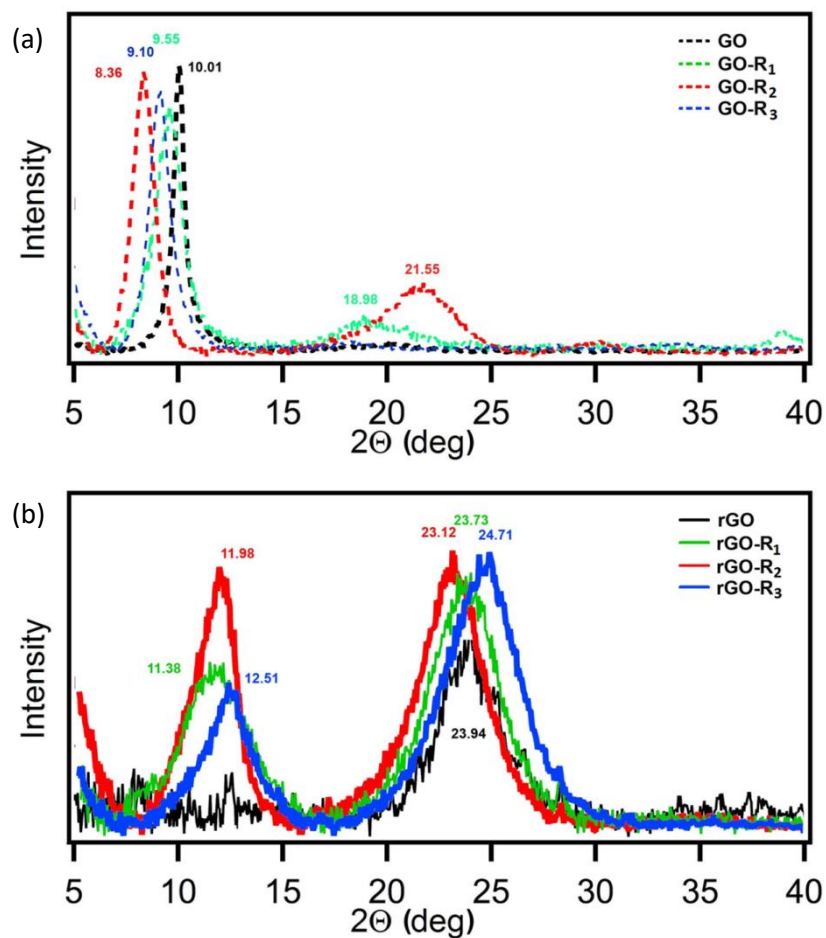 (a)
9.55
9.10
8.36
10.01
GO
GO-R₁
GO-R₂
GO-R₃
Intensity
21.55
18.98
5 10 15 20 25 30 35 40
2Θ (deg)
(b)
23.73
23.12
24.71
11.98
rGO
rGO-R₁
rGO-R₂
rGO-R₃
Intensity
11.38
12.51
23.94
5 10 15 20 25 30 35 40
2Θ (deg)